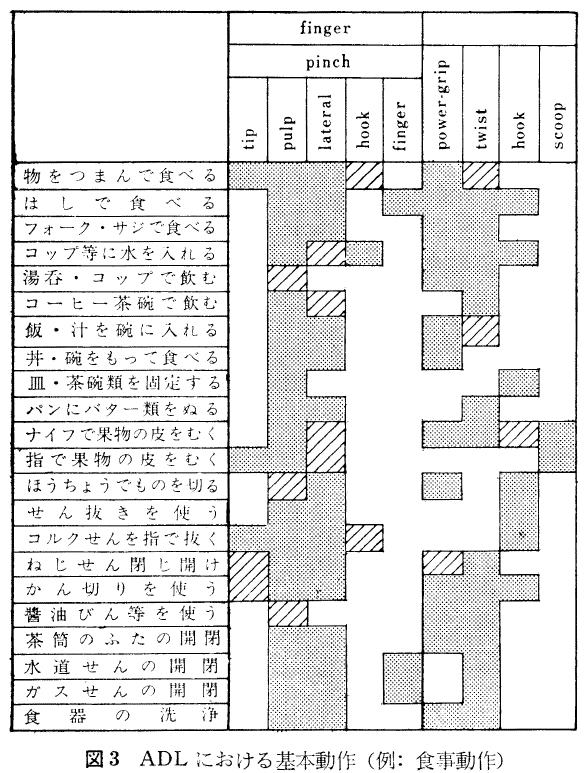 finger
pinch
tip pulp lateral hook finger power-grip twist hook scoop
物をつまんで食べる
はしで食べる
フォーク・サジで食べる
コップ等に水を入れる
湯呑・コップで飲む
コーヒー茶碗で飲む
飯・汁を碗に入れる
丼・碗をもって食べる
皿・茶碗類を固定する
パンにバター類をぬる
ナイフで果物の皮をむく
指で果物の皮をむく
ほうちょうでものを切る
せん抜きを使う
コルクせんを指で抜く
ねじせん閉じ開け
かん切りを使う
醬油びん等を使う
茶筒のふたの開閉
水道せんの開閉
ガスせんの開閉
食器の洗浄
図3 ADLにおける基本動作（例: 食事動作）